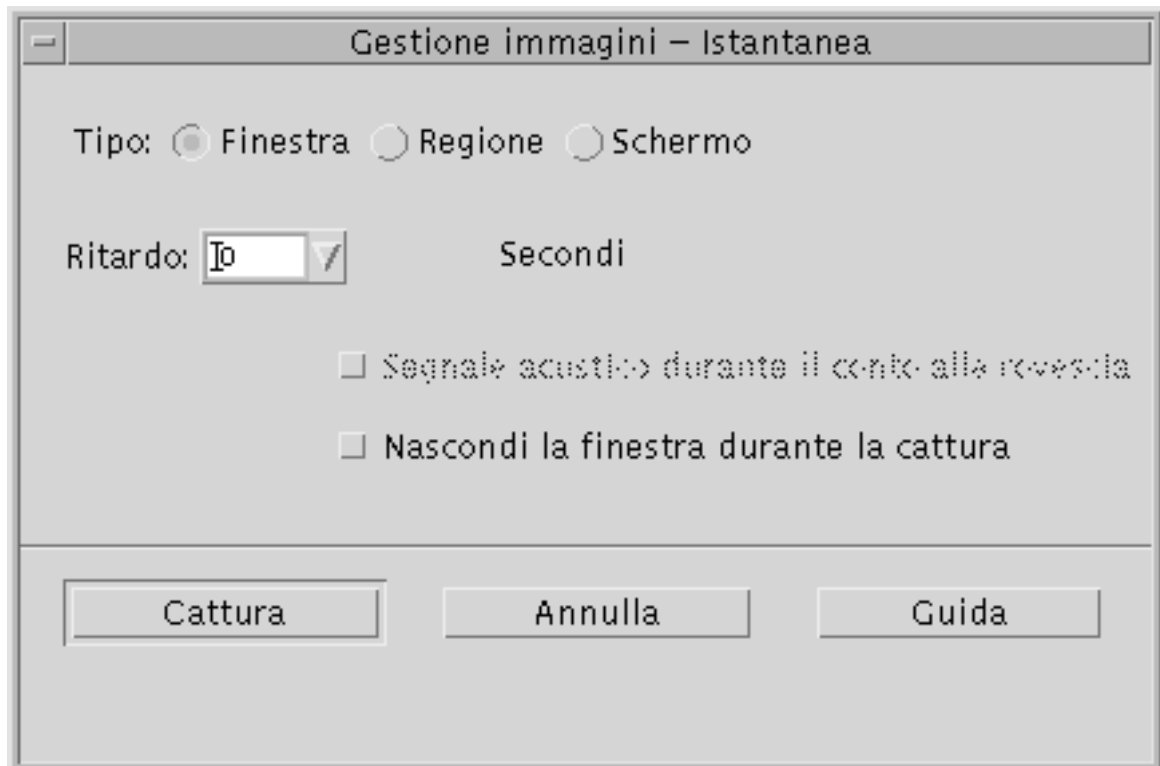 Gestione immagini – Istantanea
Tipo: Finestra Regione Schermo
Ritardo: 0 Secondi
Segnale acustico durante il conto alla rovescia
Nascondi la finestra durante la cattura
Cattura Annulla Guida